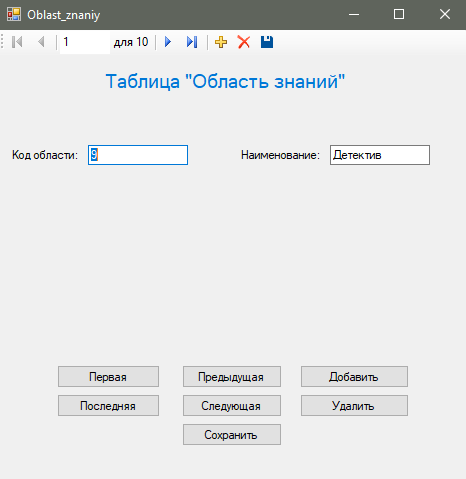 Oblast_znaniy
1 для 10
Таблица "Область знаний"
Код области: 9 Наименование: Детектив
Первая Предыдущая Добавить
Последняя Следующая Удалить
Сохранить